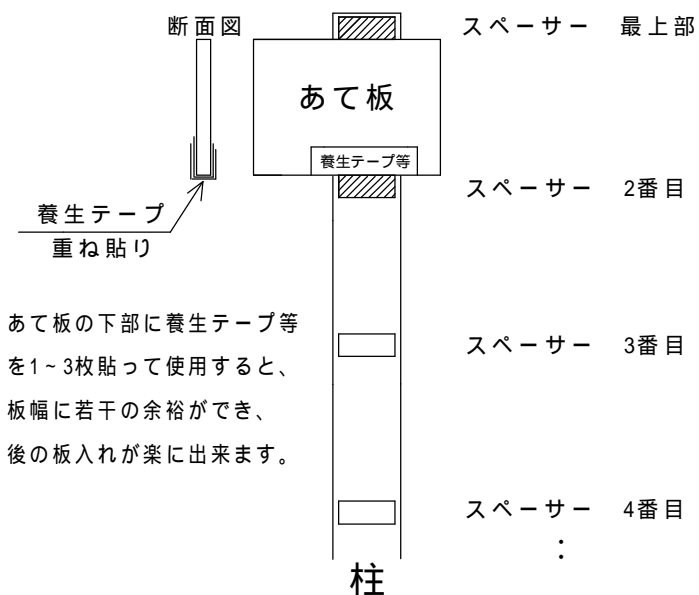 断面図
スペーサー 最上部
あて板
養生テープ等
スペーサー 2番目
養生テープ
重ね貼り
あて板の下部に養生テープ等
を1~3枚貼って使用すると、
板幅に若干の余裕ができ、
後の板入れが楽に出来ます。
スペーサー 3番目
スペーサー 4番目
:
柱